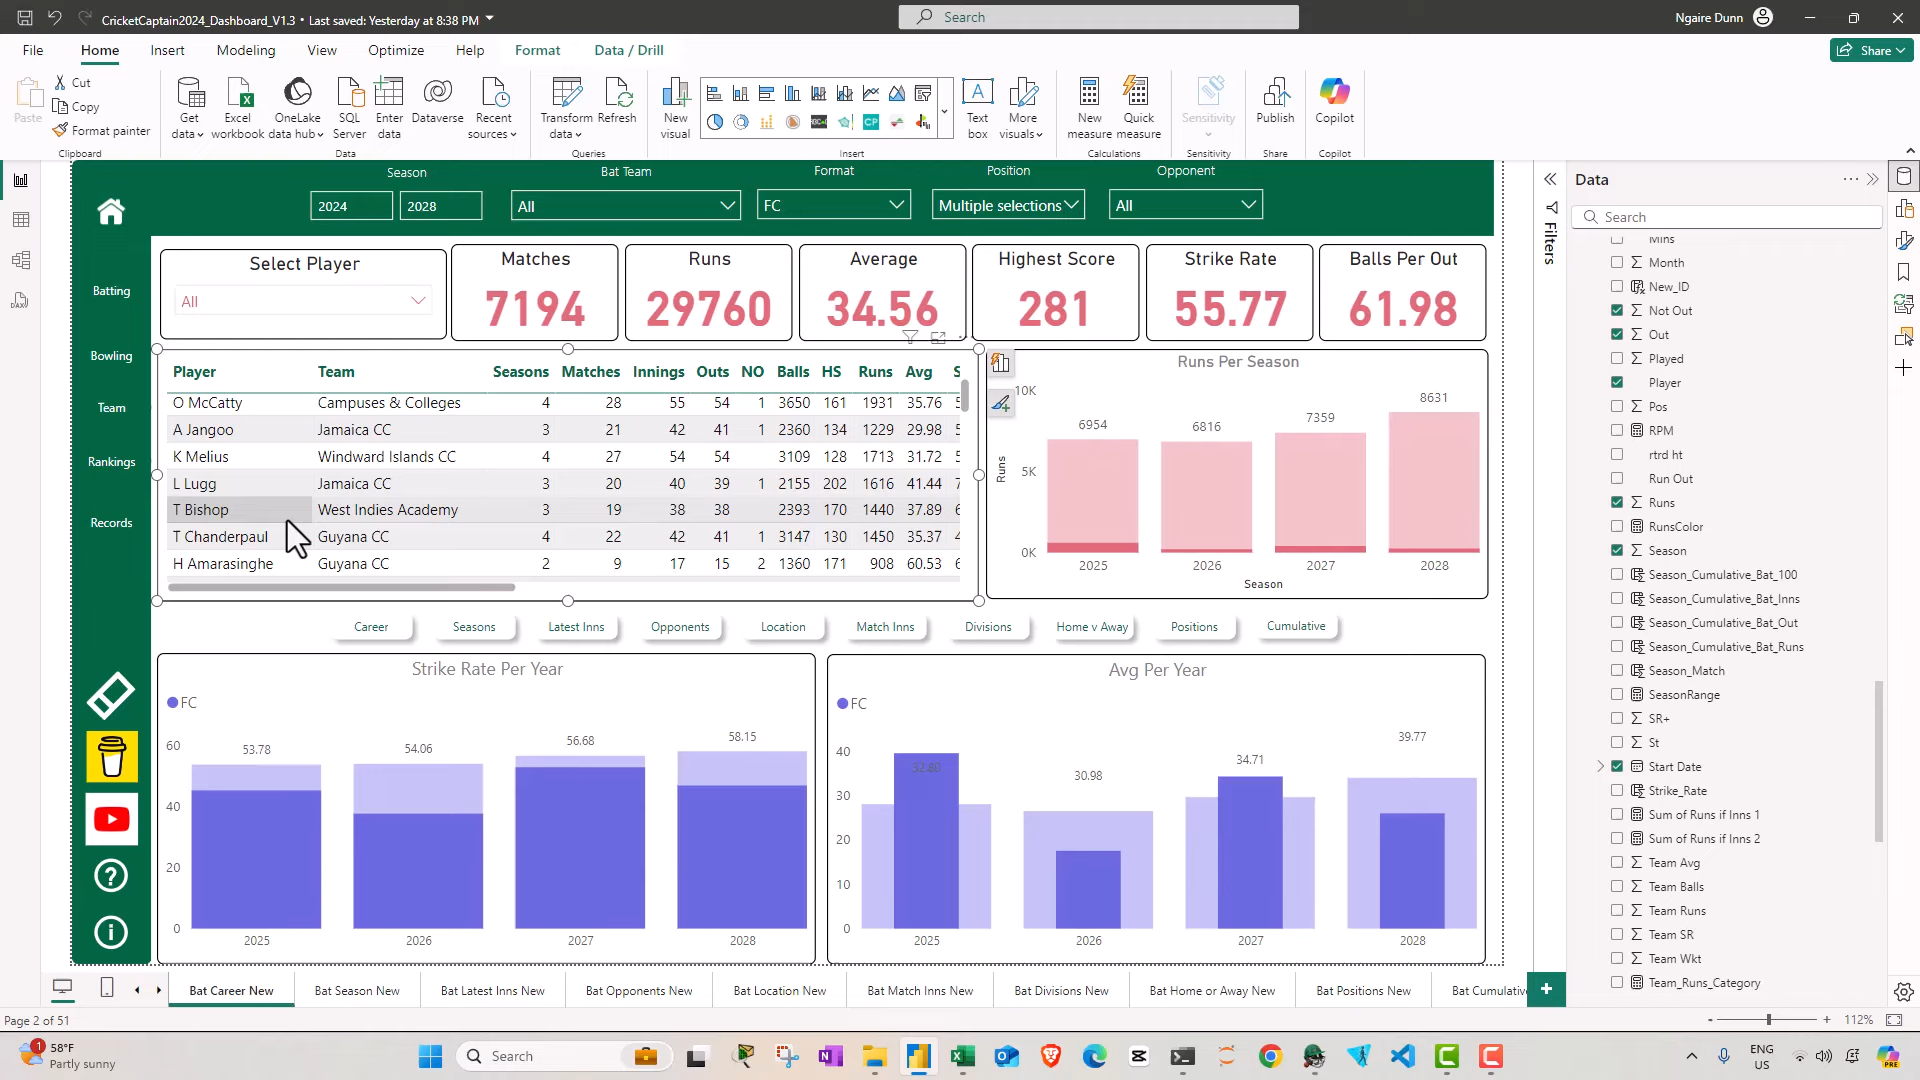 CricketCaptain2024_Dashboard_V1.3 • Last saved: Yesterday at 8:38 PM
Search
Ngaire Dunn
File Home Insert Modeling View Optimize Help Format Data / Drill
Share
Paste
Cut
Copy
Format painter
Get data
Excel workbook
OneLake data hub
SQL Server
Enter data
Dataverse
Recent sources
Transform data
Refresh
New visual
Text box
More visuals
New measure
Quick measure
Sensitivity
Publish
Copilot
Clipboard Data Queries Insert Calculations Sensitivity Share Copilot
Season Bat Team Format Position Opponent
2024 2028 All FC Multiple selections All
Batting
Bowling
Team
Rankings
Records
Select Player
All
Matches
7194
Runs
29760
Average
34.56
Highest Score
281
Strike Rate
55.77
Balls Per Out
61.98
Player Team Seasons Matches Innings Outs NO Balls HS Runs Avg S
O McCatty Campuses & Colleges 4 28 55 54 1 3650 161 1931 35.76 5
A Jangoo Jamaica CC 3 21 42 41 1 2360 134 1229 29.98 5
K Melius Windward Islands CC 4 27 54 54 3109 128 1713 31.72 5
L Lugg Jamaica CC 3 20 40 39 1 2155 202 1616 41.44 7
T Bishop West Indies Academy 3 19 38 38 2393 170 1440 37.89 6
T Chanderpaul Guyana CC 4 22 42 41 1 3147 130 1450 35.37 4
H Amarasinghe Guyana CC 2 9 17 15 2 1360 171 908 60.53 6
Runs Per Season
10K
5K
0K
Runs
6954 6816 7359 8631
2025 2026 2027 2028
Season
Career Seasons Latest Inns Opponents Location Match Inns Divisions Home v Away Positions Cumulative
Strike Rate Per Year
FC
60
40
20
0
53.78 54.06 56.68 58.15
2025 2026 2027 2028
Avg Per Year
FC
40
30
20
10
0
32.80 30.98 34.71 39.77
2025 2026 2027 2028
Filters
Data
Search
Mins
Month
New_ID
Not Out
Out
Played
Player
Pos
RPM
rtrd ht
Run Out
Runs
RunsColor
Season
Season_Cumulative_Bat_100
Season_Cumulative_Bat_Inns
Season_Cumulative_Bat_Out
Season_Cumulative_Bat_Runs
Season_Match
SeasonRange
SR+
St
Start Date
Strike_Rate
Sum of Runs if Inns 1
Sum of Runs if Inns 2
Team Avg
Team Balls
Team Runs
Team SR
Team Wkt
Team_Runs_Category
Bat Career New Bat Season New Bat Latest Inns New Bat Opponents New Bat Location New Bat Match Inns New Bat Divisions New Bat Home or Away New Bat Positions New Bat Cumulativ
Page 2 of 51
- + 112%
1
58°F
Partly sunny
Search
ENG
US
PRE